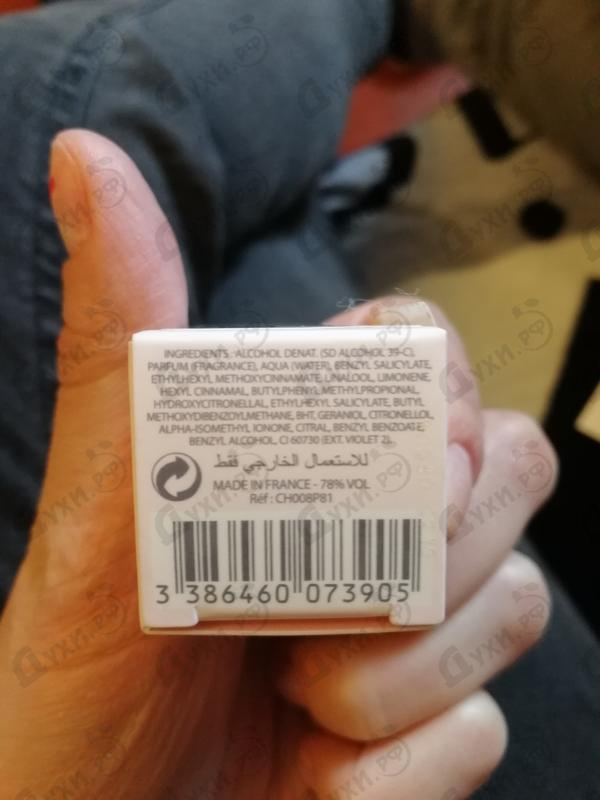 INGREDIENTS : ALCOHOL DENAT. (SD ALCOHOL 39-C),
PARFUM (FRAGRANCE), AQUA (WATER), BENZYL SALICYLATE,
ETHYLHEXYL METHOXYCINNAMATE, LINALOOL, LIMONENE,
HEXYL CINNAMAL, BUTYLPHENYL METHYLPROPIONAL,
HYDROXYCITRONELLAL, ETHYLHEXYL SALICYLATE, BUTYL
METHOXYDIBENZOYLMETHANE, BHT, GERANIOL, CITRONELLOL,
ALPHA-ISOMETHYL IONONE, CITRAL, BENZYL BENZOATE,
BENZYL ALCOHOL, CI 60730 (EXT. VIOLET 2).
للاستعمال الخارجي فقط
MADE IN FRANCE - 78% VOL
Réf : CH008P81
3 386460 073905
Духи.рф